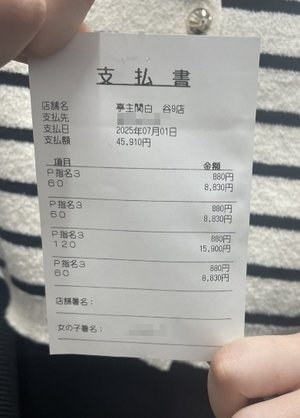 支払書
店舗名 亭主関白 谷9店
支払先
支払日 2025年07月01日
支払額 45,910円
項目 金額
P指名3 880円
60 8,830円
P指名3 880円
60 8,830円
P指名3 880円
120 15,900円
P指名3 880円
60 8,830円
店舗署名:
女の子署名: